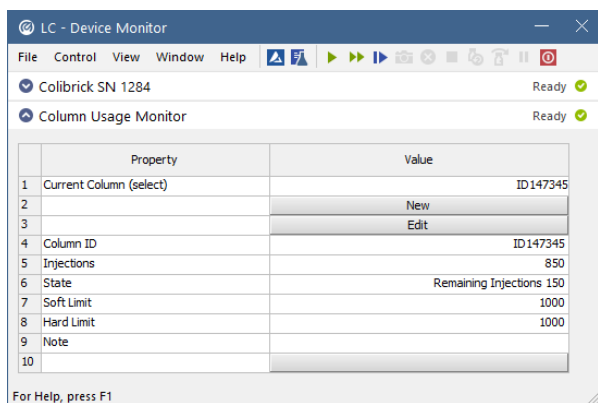 LC - Device Monitor
File Control View Window Help
Colibrick SN 1284 Ready
Column Usage Monitor Ready
Property Value
1 Current Column (select) ID147345
2 New
3 Edit
4 Column ID ID147345
5 Injections 850
6 State Remaining Injections 150
7 Soft Limit 1000
8 Hard Limit 1000
9 Note
10
For Help, press F1